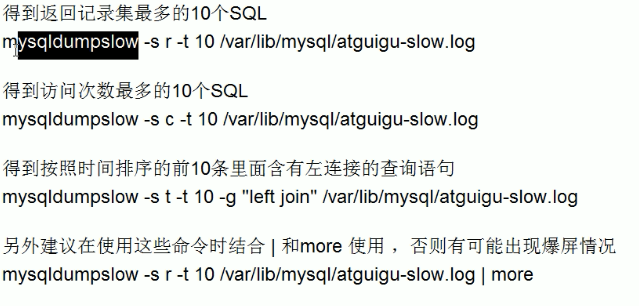 得到返回记录集最多的10个SQL
mysqldumpslow -s r -t 10 /var/lib/mysql/atguigu-slow.log
得到访问次数最多的10个SQL
mysqldumpslow -s c -t 10 /var/lib/mysql/atguigu-slow.log
得到按照时间排序的前10条里面含有左连接的查询语句
mysqldumpslow -s t -t 10 -g "left join" /var/lib/mysql/atguigu-slow.log
另外建议在使用这些命令时结合 | 和more 使用 ，否则有可能出现爆屏情况
mysqldumpslow -s r -t 10 /var/lib/mysql/atguigu-slow.log | more